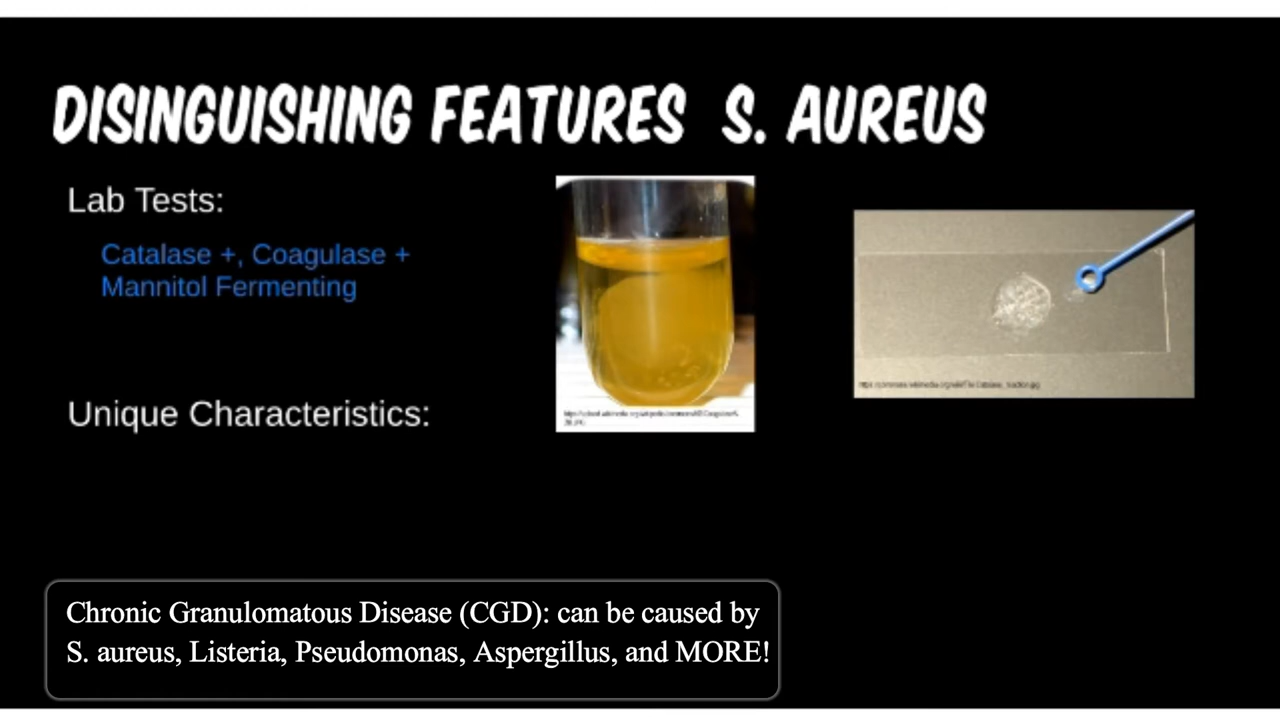 DISINGUISHING FEATURES S. AUREUS
Lab Tests:
Catalase +, Coagulase +
Mannitol Fermenting
Unique Characteristics:
Chronic Granulomatous Disease (CGD): can be caused by
S. aureus, Listeria, Pseudomonas, Aspergillus, and MORE!